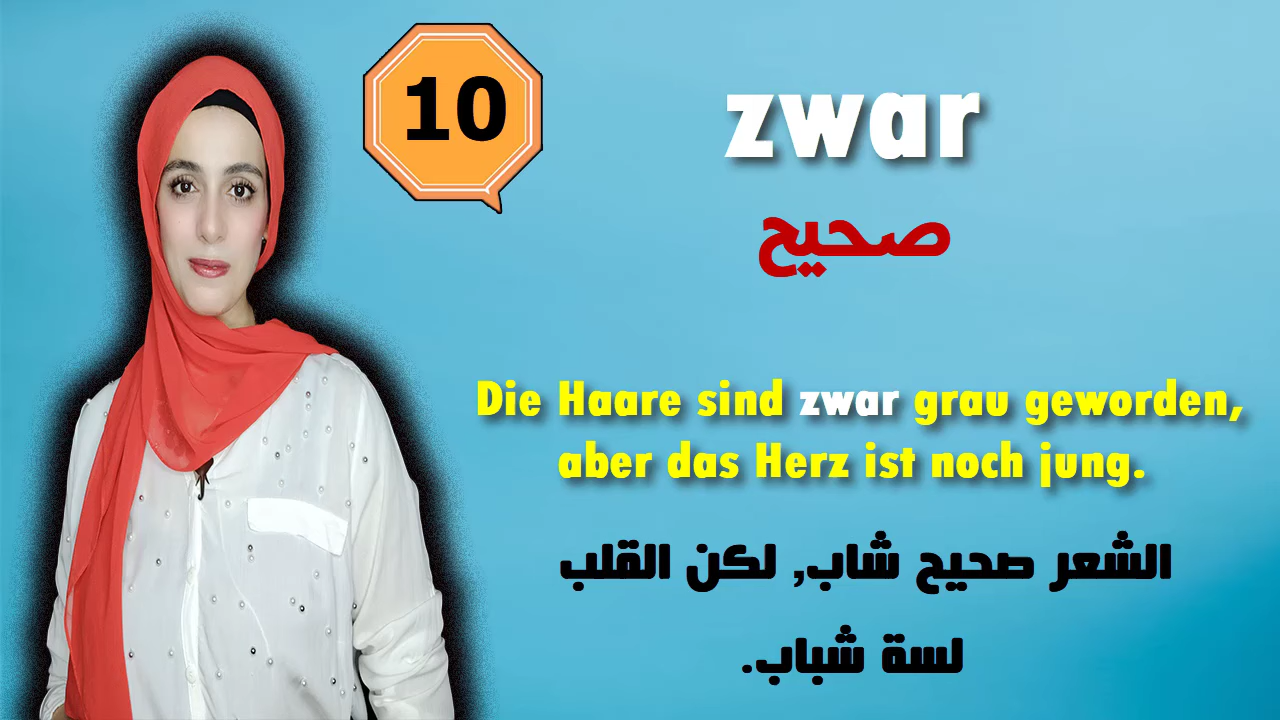 10
zwar
صحيح
Die Haare sind zwar grau geworden,
aber das Herz ist noch jung.
الشعر صحيح شاب, لكن القلب
لسة شباب.